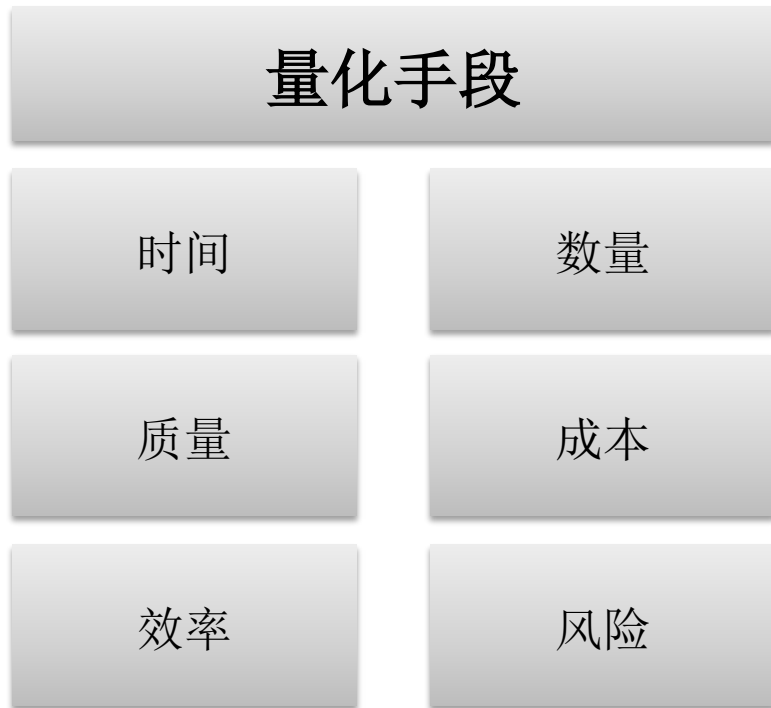 量化手段
时间
数量
质量
成本
效率
风险